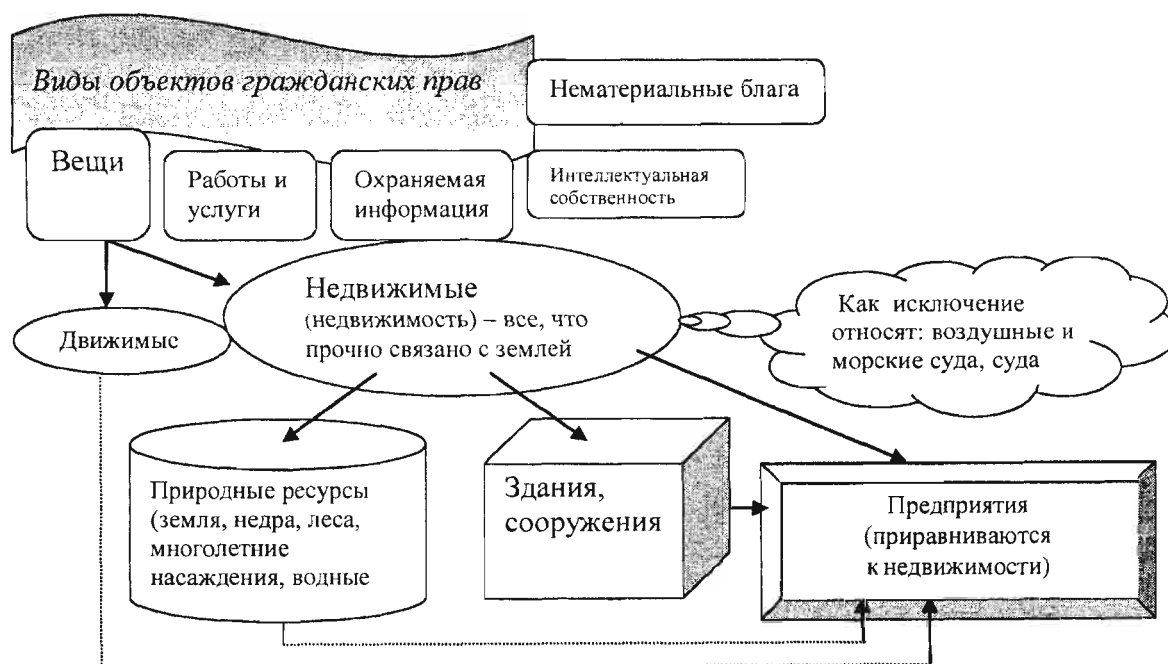 Виды объектов гражданских прав
Нематериальные блага
Вещи
Работы и
услуги
Охраняемая
информация
Интеллектуальная
собственность
Движимые
Недвижимые
(недвижимость) – все, что
прочно связано с землей
Как исключение
относят: воздушные и
морские суда, суда
Природные ресурсы
(земля, недра, леса,
многолетние
насаждения, водные
Здания,
сооружения
Предприятия
(приравниваются
к недвижимости)